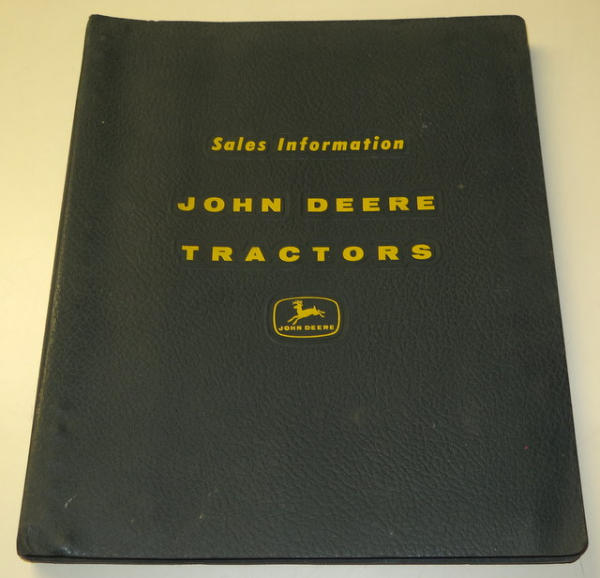 Sales Information
JOHN DEERE
TRACTORS
JOHN DEERE